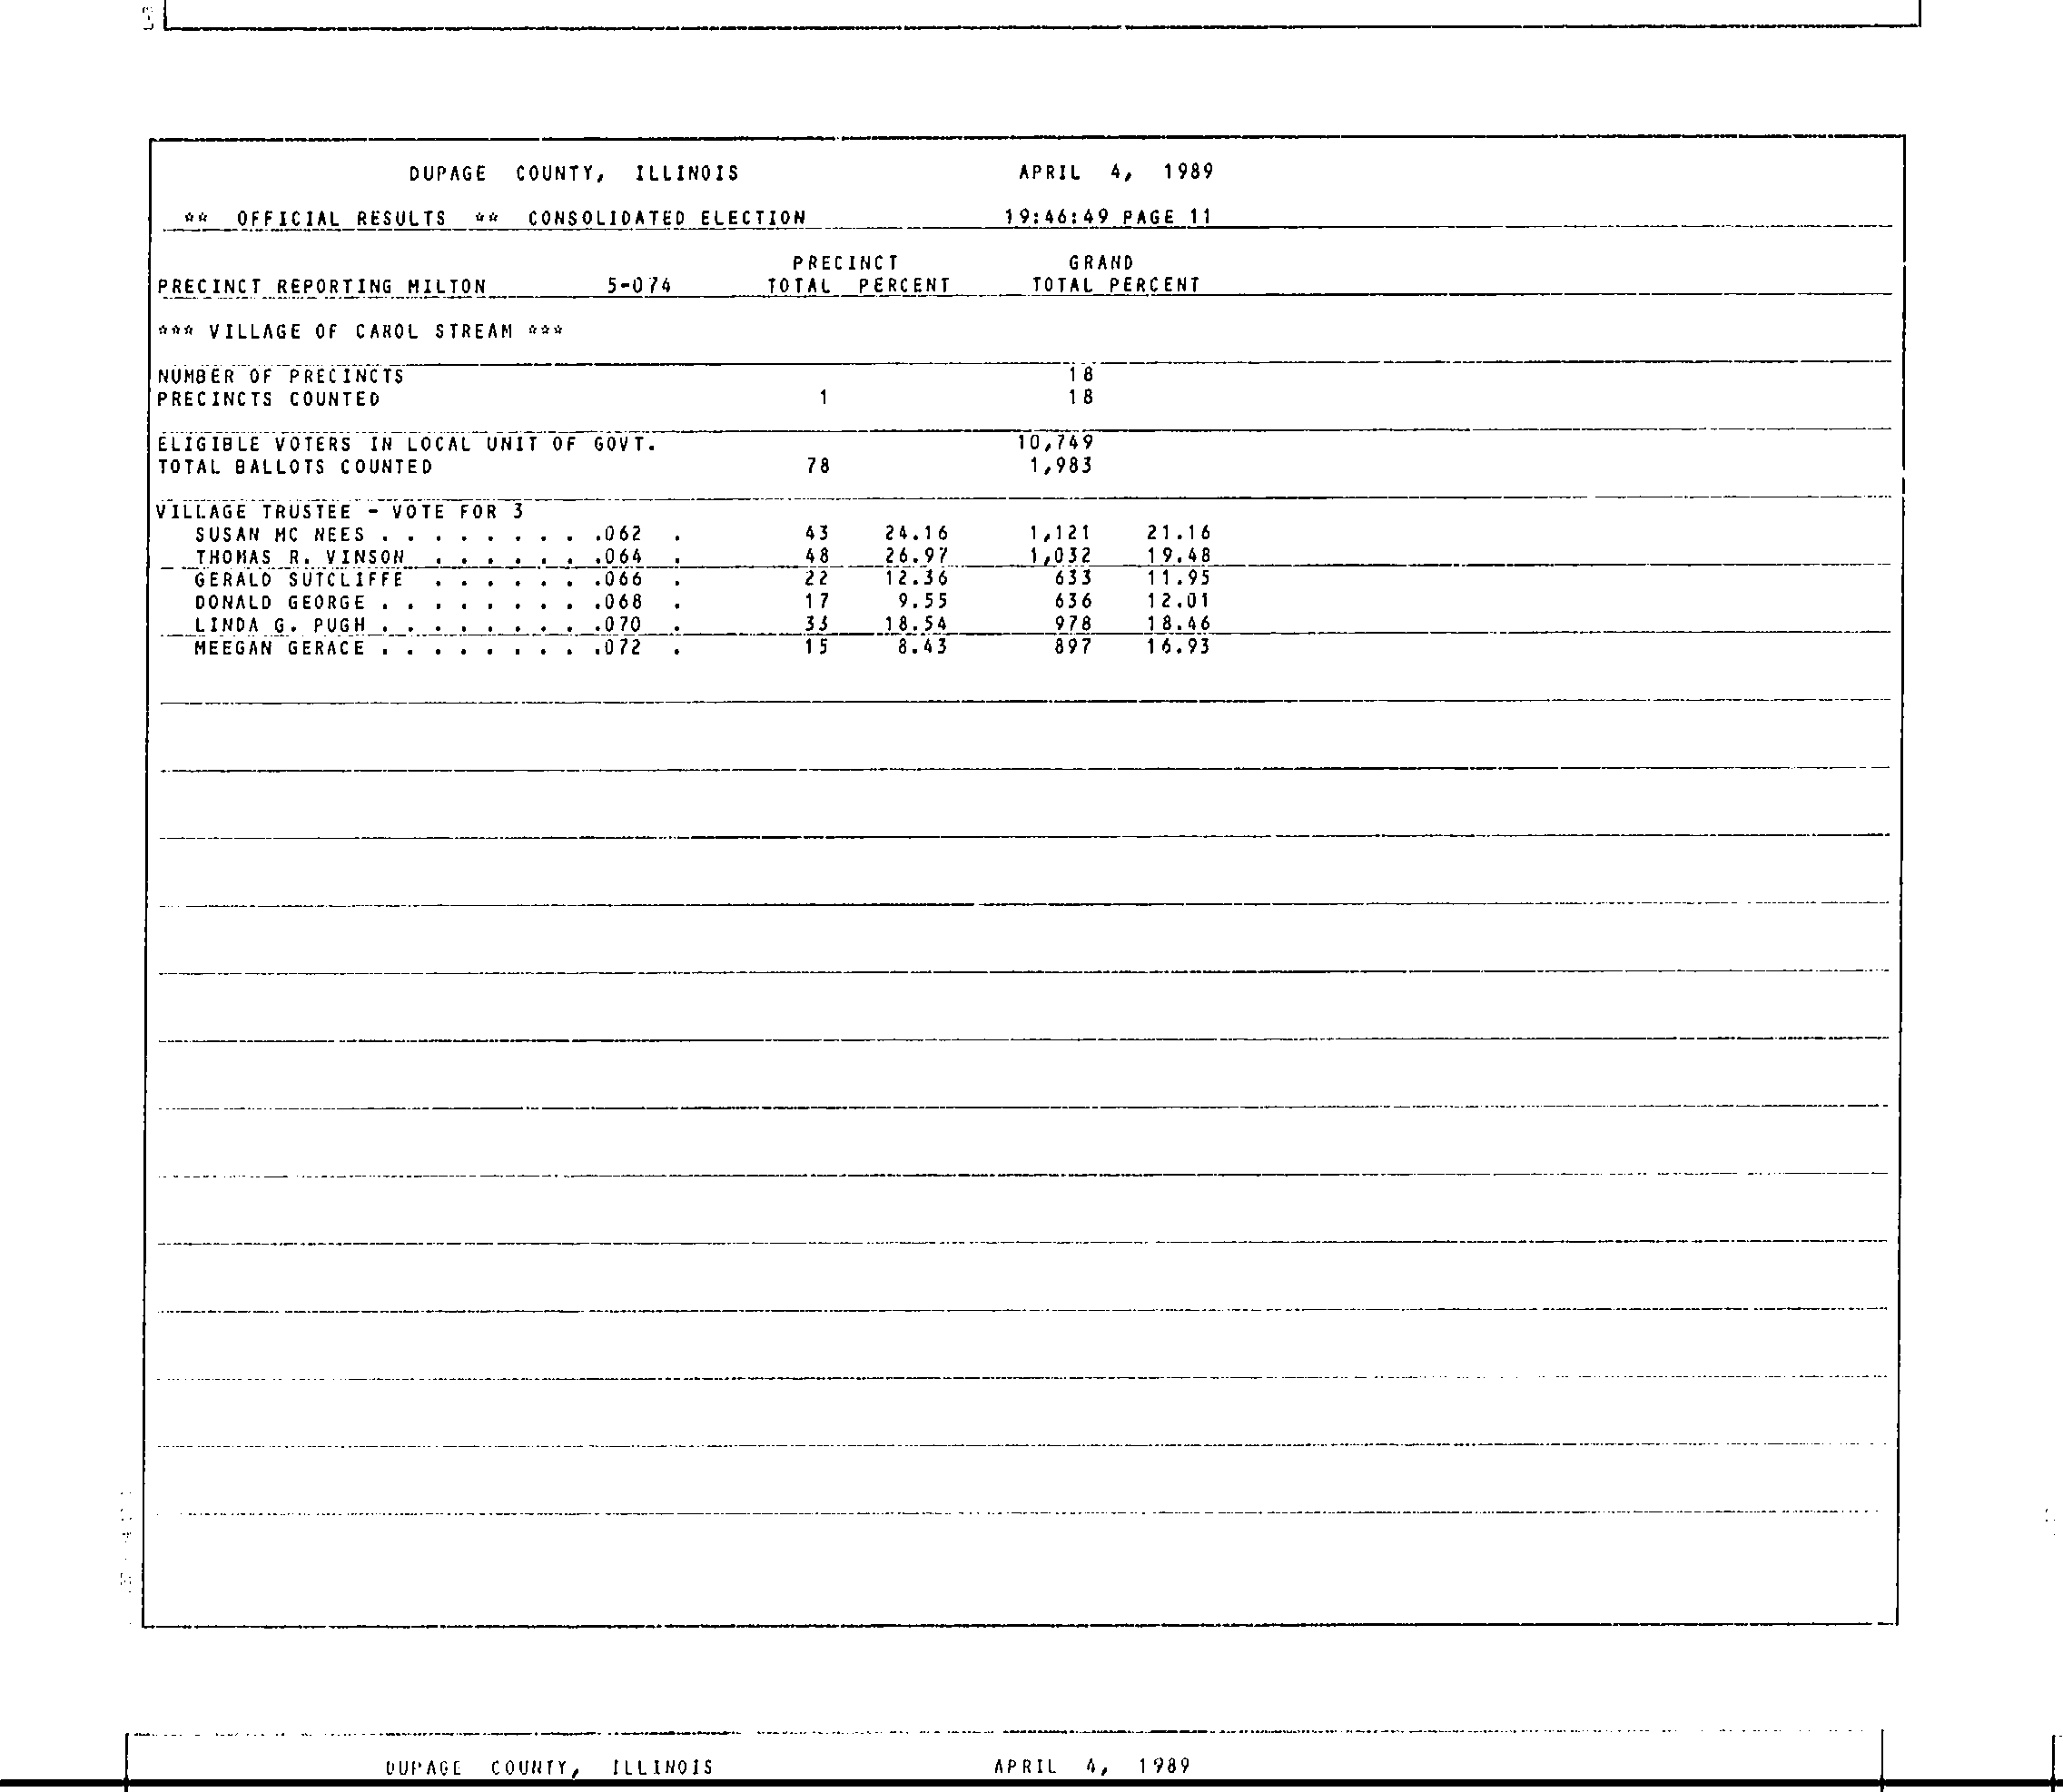 DUPAGE COUNTY, ILLINOIS APRIL 4, 1989
** OFFICIAL RESULTS ** CONSOLIDATED ELECTION 19:46:49 PAGE 11
PRECINCT GRAND
PRECINCT REPORTING MILTON 5-074 TOTAL PERCENT TOTAL PERCENT
*** VILLAGE OF CAROL STREAM ***
NUMBER OF PRECINCTS 18
PRECINCTS COUNTED 1 18
ELIGIBLE VOTERS IN LOCAL UNIT OF GOVT. 10,749
TOTAL BALLOTS COUNTED 78 1,983
VILLAGE TRUSTEE - VOTE FOR 3
SUSAN MC NEES . . . . . . . . .062 . 43 24.16 1,121 21.16
THOMAS R. VINSON . . . . . . .064 . 48 26.97 1,032 19.48
GERALD SUTCLIFFE . . . . . . .066 . 22 12.36 633 11.95
DONALD GEORGE . . . . . . . . .068 . 17 9.55 636 12.01
LINDA G. PUGH . . . . . . . . .070 . 33 18.54 978 18.46
MEEGAN GERACE . . . . . . . . .072 . 15 8.43 897 16.93
DUPAGE COUNTY, ILLINOIS APRIL 4, 1989